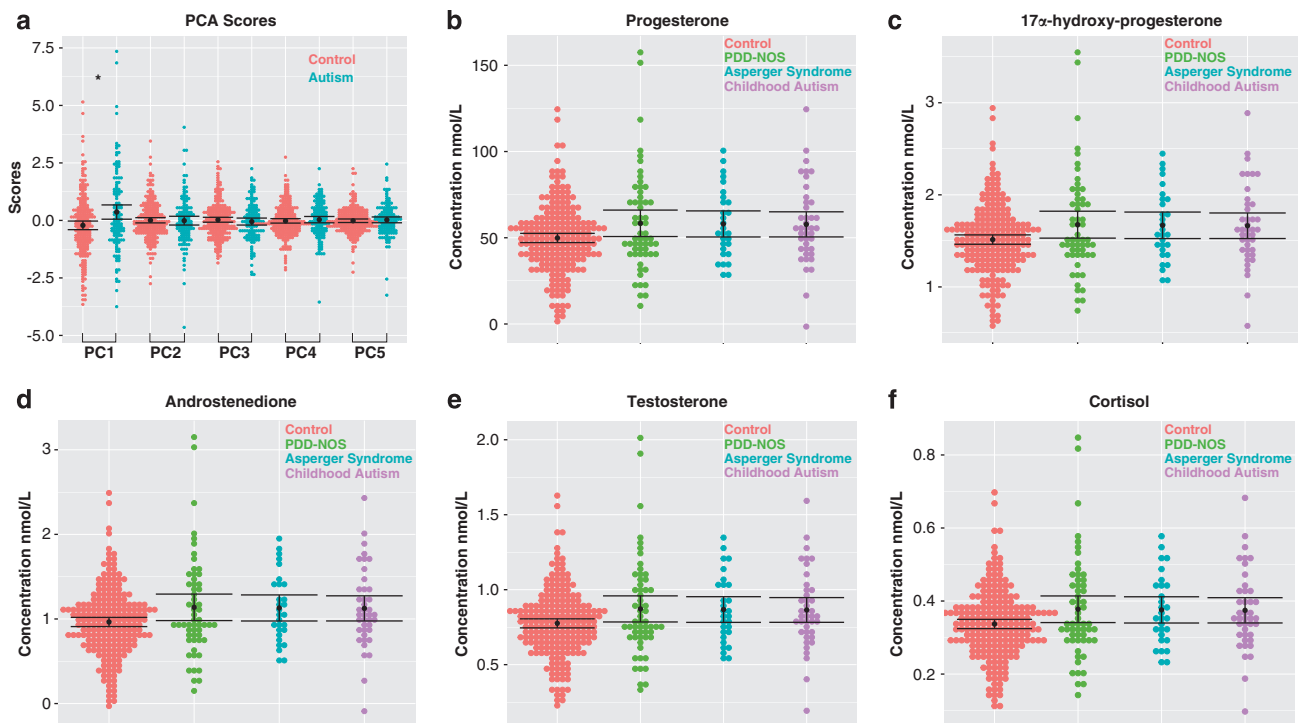 a
PCA Scores
Control
Autism
*
Scores
7.5
5.0
2.5
0.0
-2.5
-5.0
PC1
PC2
PC3
PC4
PC5
b
Progesterone
Control
PDD-NOS
Asperger Syndrome
Childhood Autism
Concentration nmol/L
150
100
50
0
c
17α-hydroxy-progesterone
Control
PDD-NOS
Asperger Syndrome
Childhood Autism
Concentration nmol/L
3
2
1
d
Androstenedione
Control
PDD-NOS
Asperger Syndrome
Childhood Autism
Concentration nmol/L
3
2
1
0
e
Testosterone
Control
PDD-NOS
Asperger Syndrome
Childhood Autism
Concentration nmol/L
2.0
1.5
1.0
0.5
f
Cortisol
Control
PDD-NOS
Asperger Syndrome
Childhood Autism
Concentration nmol/L
0.8
0.6
0.4
0.2